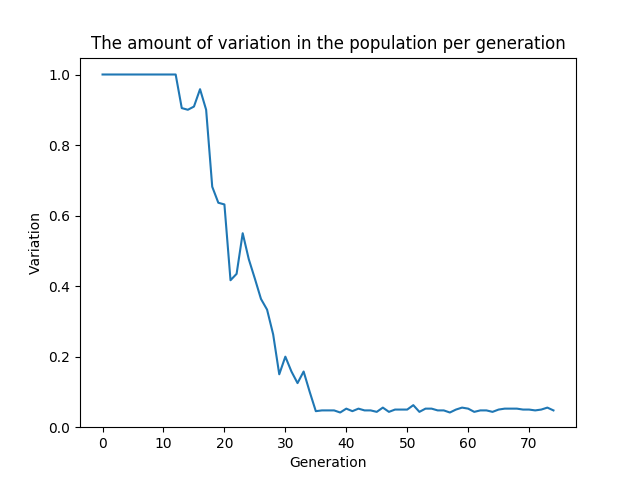 The amount of variation in the population per generation
1.0
0.8
0.6
0.4
0.2
0.0
Variation
0 10 20 30 40 50 60 70
Generation